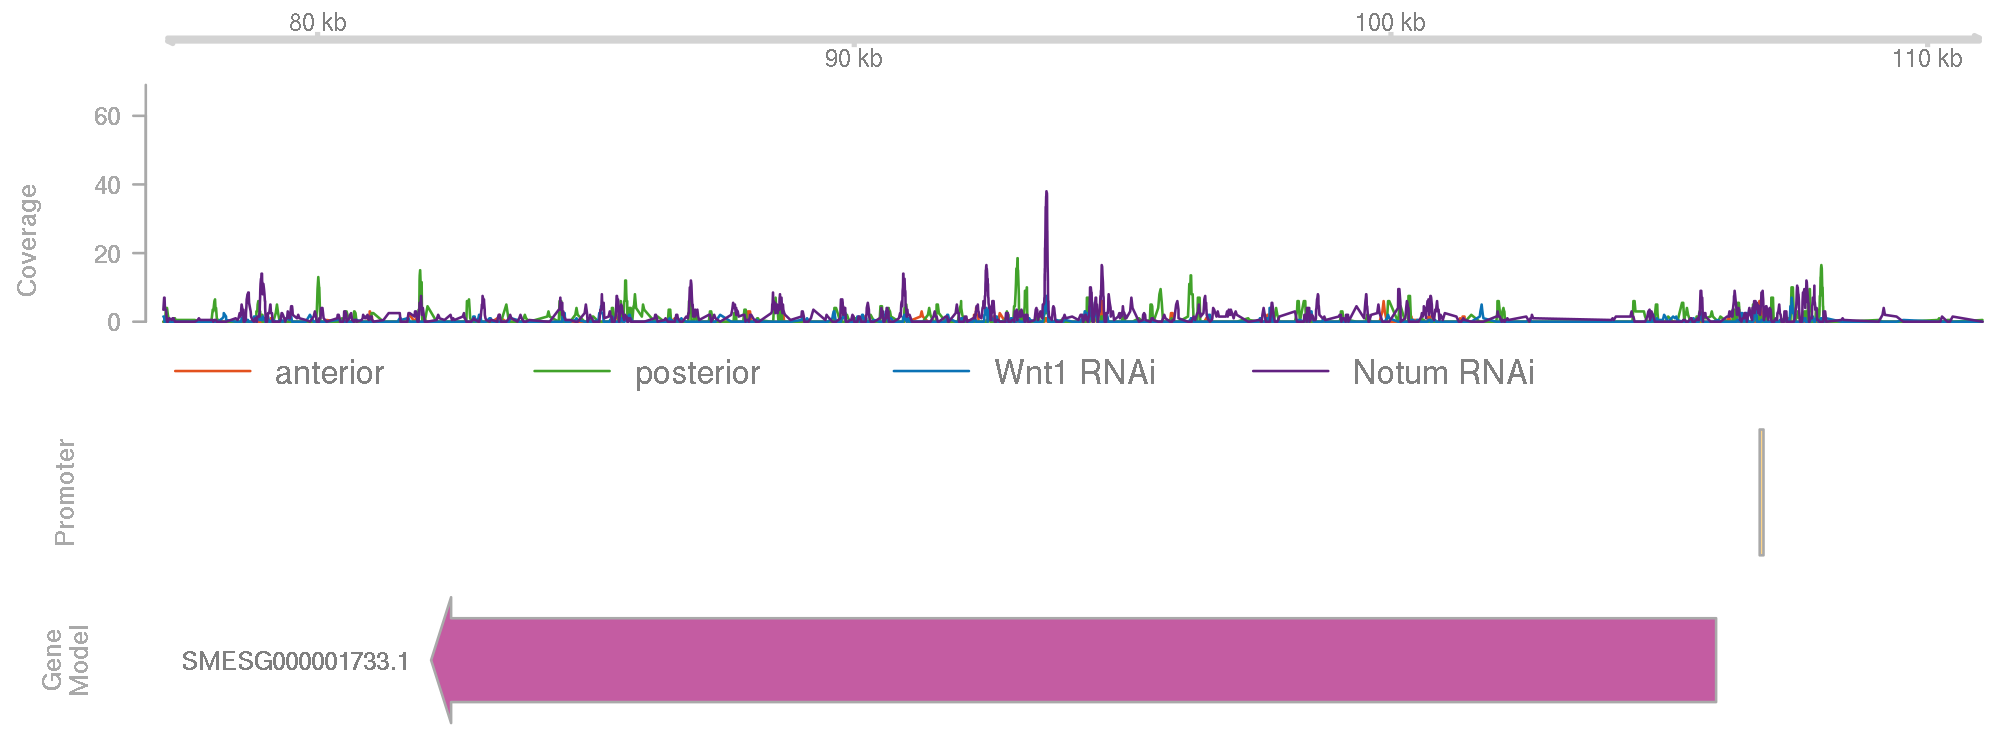 80 kb
100 kb
90 kb
110 kb
Coverage
60
40
20
0
anterior
posterior
Wnt1 RNAi
Notum RNAi
Promoter
Gene
Model
SMESG000001733.1